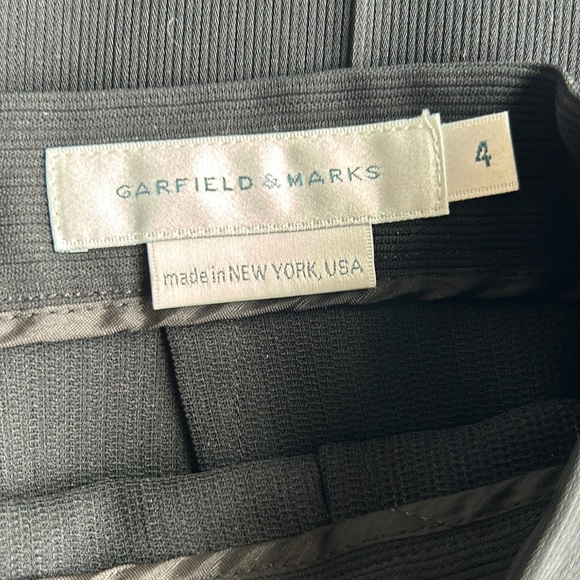 GARFIELD & MARKS
4
made in NEW YORK, USA